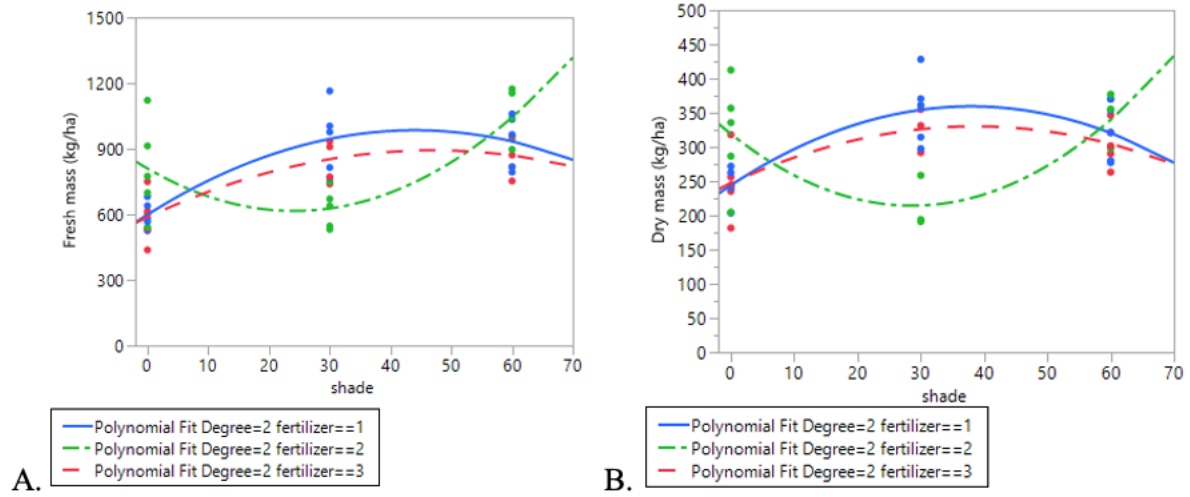 1500
1200
900
600
300
0
Fresh mass (kg/ha)
0 10 20 30 40 50 60 70
shade
Polynomial Fit Degree=2 fertilizer==1
Polynomial Fit Degree=2 fertilizer==2
Polynomial Fit Degree=2 fertilizer==3
A.
500
450
400
350
300
250
200
150
100
50
0
Dry mass (kg/ha)
0 10 20 30 40 50 60 70
shade
Polynomial Fit Degree=2 fertilizer==1
Polynomial Fit Degree=2 fertilizer==2
Polynomial Fit Degree=2 fertilizer==3
B.